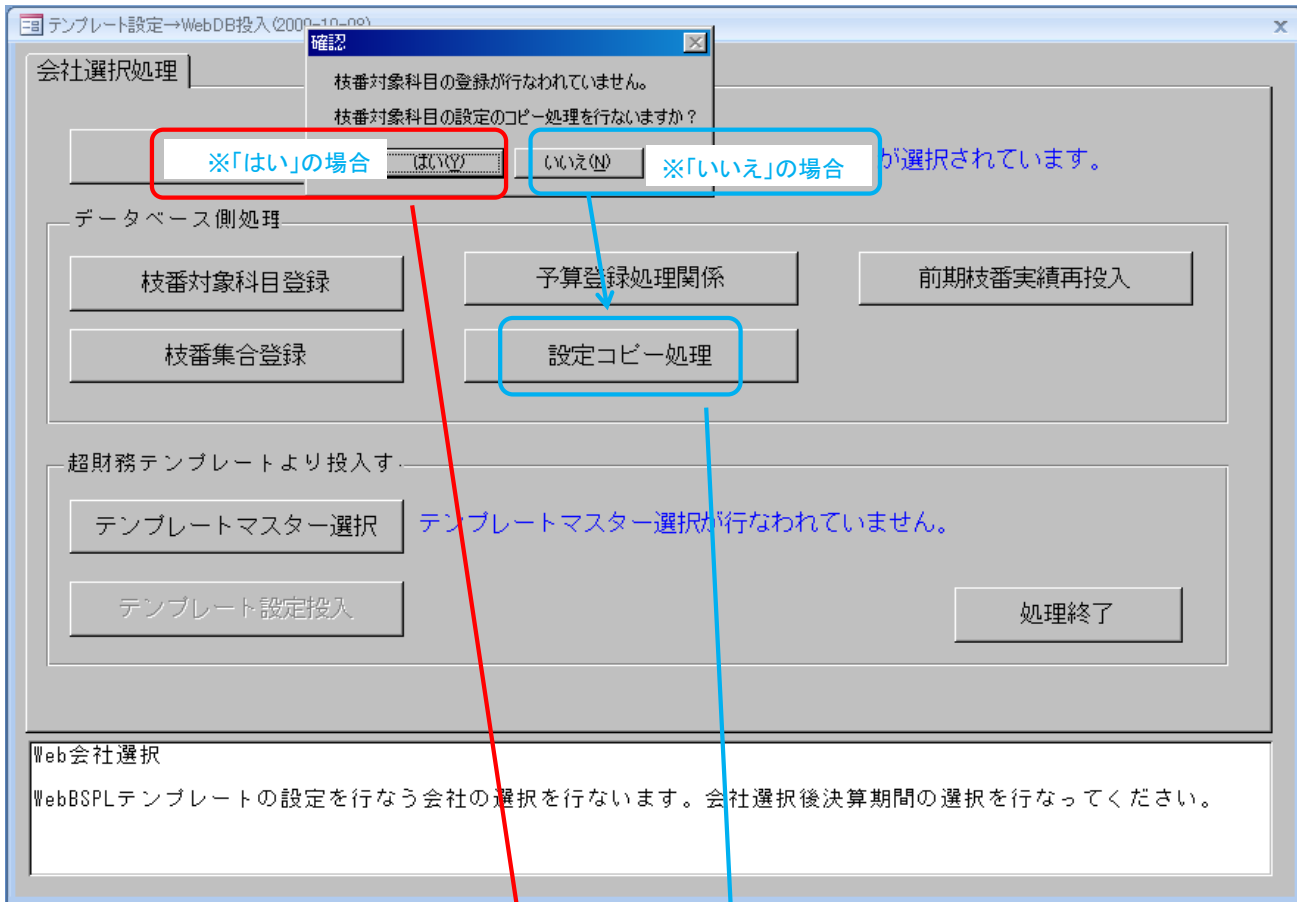 テンプレート設定→WebDB投入(2009-10-08)
確認
会社選択処理
枝番対象科目の登録が行なわれていません。
枝番対象科目の設定のコピー処理を行ないますか?
※「はい」の場合
はい(Y)
いいえ(N)
※「いいえ」の場合
が選択されています。
データベース側処理
枝番対象科目登録
予算登録処理関係
前期枝番実績再投入
枝番集合登録
設定コピー処理
超財務テンプレートより投入す
テンプレートマスター選択
テンプレートマスター選択が行なわれていません。
テンプレート設定投入
処理終了
Web会社選択
WebBSPLテンプレートの設定を行なう会社の選択を行ないます。会社選択後決算期間の選択を行なってください。